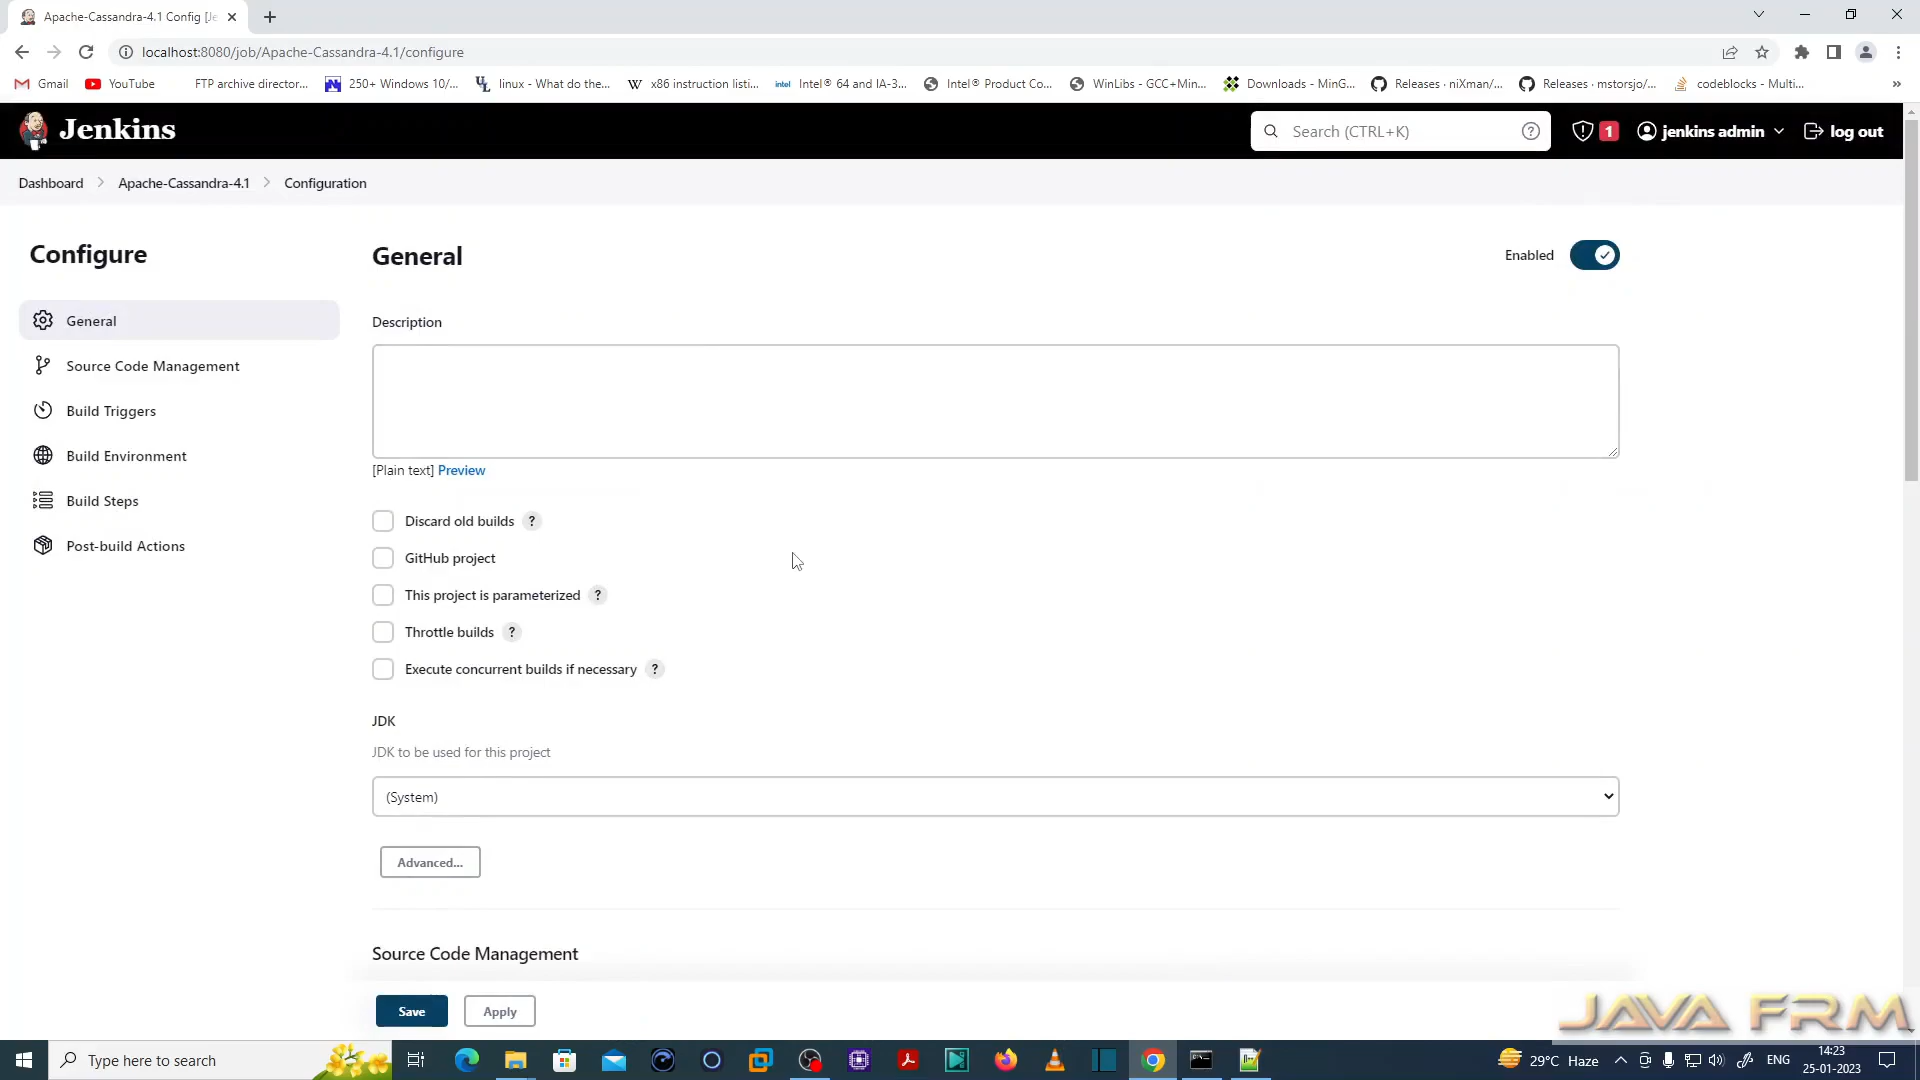 Apache-Cassandra-4.1 Config [Je
localhost:8080/job/Apache-Cassandra-4.1/configure
Gmail
YouTube
FTP archive director...
250+ Windows 10/...
linux - What do the...
x86 instruction listi...
Intel® 64 and IA-3...
Intel® Product Co...
WinLibs - GCC+Min...
Downloads - MinG...
Releases · niXman/...
Releases · mstorsjo/...
codeblocks - Multi...
»
Jenkins
Search (CTRL+K)
?
1
jenkins admin
log out
Dashboard
Apache-Cassandra-4.1
Configuration
Configure
General
Source Code Management
Build Triggers
Build Environment
Build Steps
Post-build Actions
General
Enabled
Description
[Plain text] Preview
Discard old builds ?
GitHub project
This project is parameterized ?
Throttle builds ?
Execute concurrent builds if necessary ?
JDK
JDK to be used for this project
(System)
Advanced...
Source Code Management
Save
Apply
JAVA FRM
Type here to search
29°C Haze
ENG
14:23
25-01-2023